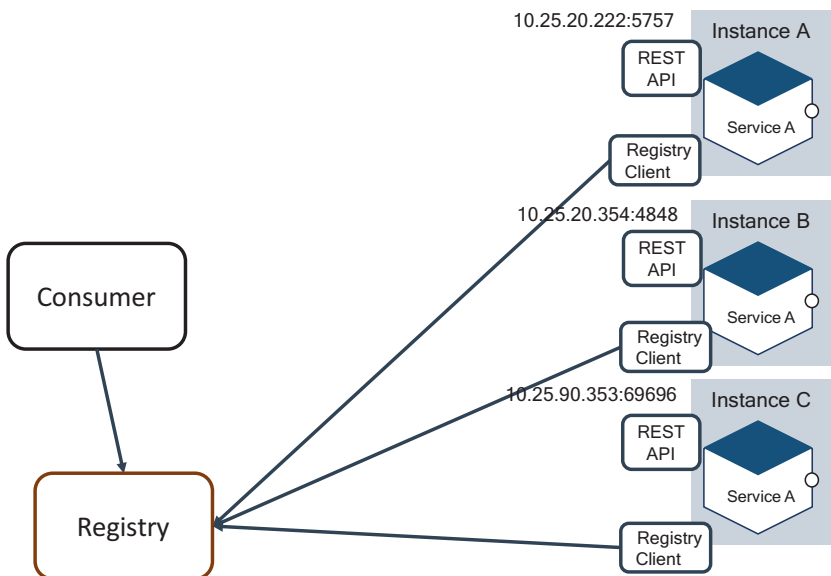 10.25.20.222:5757
Instance A
REST
API
Service A
Registry
Client
10.25.20.354:4848
Instance B
REST
API
Service A
Consumer
Registry
Client
10.25.90.353:69696
Instance C
REST
API
Service A
Registry
Registry
Client